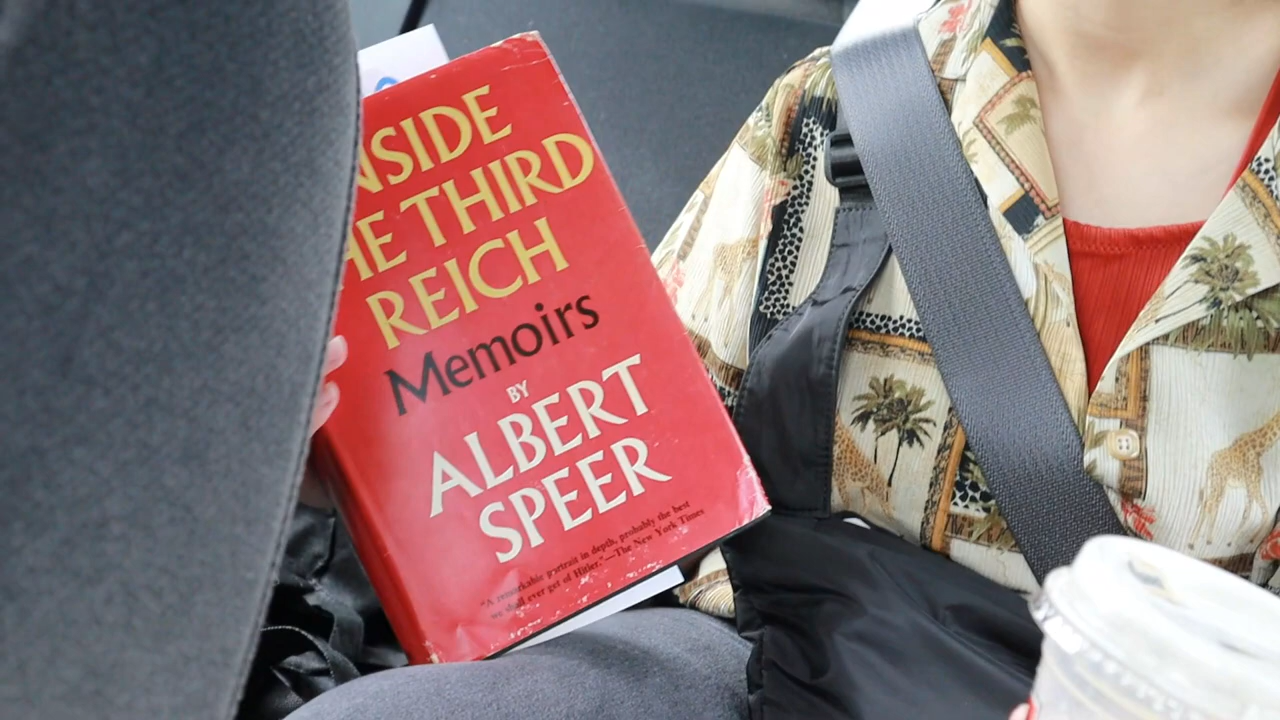 NSIDE
HE THIRD
REICH
Memoirs
BY
ALBERT
SPEER
"A remarkable portrait in depth, probably the best
we shall ever get of Hitler."—The New York Times